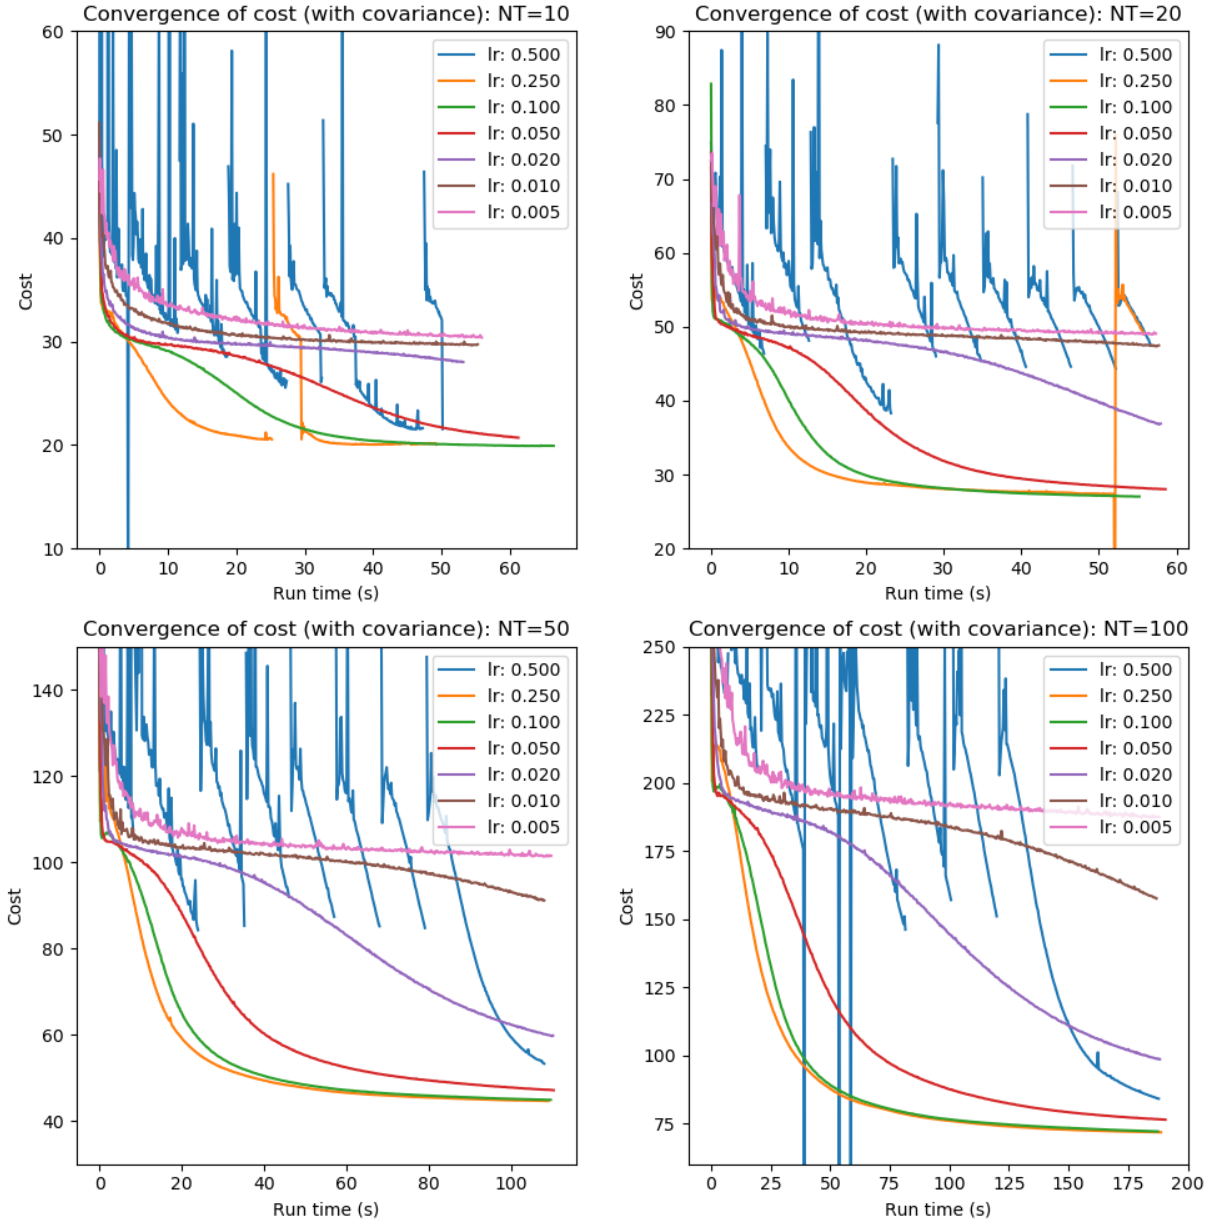 Convergence of cost (with covariance): NT=10
60
50
40
30
20
10
Cost
0 10 20 30 40 50 60
Run time (s)
lr: 0.500
lr: 0.250
lr: 0.100
lr: 0.050
lr: 0.020
lr: 0.010
lr: 0.005
Convergence of cost (with covariance): NT=20
90
80
70
60
50
40
30
20
Cost
0 10 20 30 40 50 60
Run time (s)
lr: 0.500
lr: 0.250
lr: 0.100
lr: 0.050
lr: 0.020
lr: 0.010
lr: 0.005
Convergence of cost (with covariance): NT=50
140
120
100
80
60
40
Cost
0 20 40 60 80 100
Run time (s)
lr: 0.500
lr: 0.250
lr: 0.100
lr: 0.050
lr: 0.020
lr: 0.010
lr: 0.005
Convergence of cost (with covariance): NT=100
250
225
200
175
150
125
100
75
Cost
0 25 50 75 100 125 150 175 200
Run time (s)
lr: 0.500
lr: 0.250
lr: 0.100
lr: 0.050
lr: 0.020
lr: 0.010
lr: 0.005